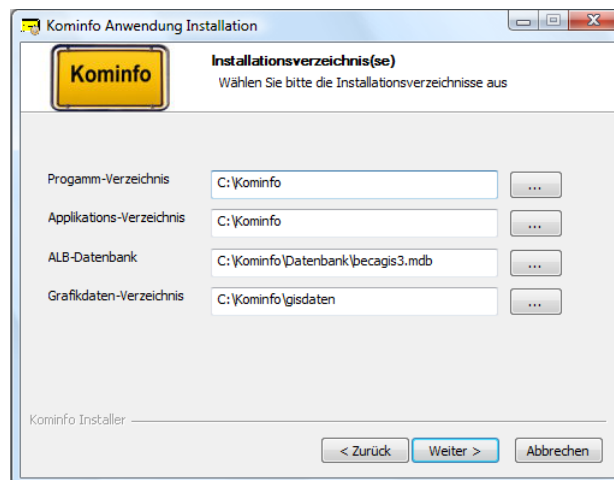 Kominfo Anwendung Installation
Kominfo
Installationsverzeichnis(se)
Wählen Sie bitte die Installationsverzeichnisse aus
Progamm-Verzeichnis
C:\Kominfo
...
Applikations-Verzeichnis
C:\Kominfo
...
ALB-Datenbank
C:\Kominfo\Datenbank\becagis3.mdb
...
Grafikdaten-Verzeichnis
C:\Kominfo\gisdaten
...
Kominfo Installer
< Zurück
Weiter >
Abbrechen